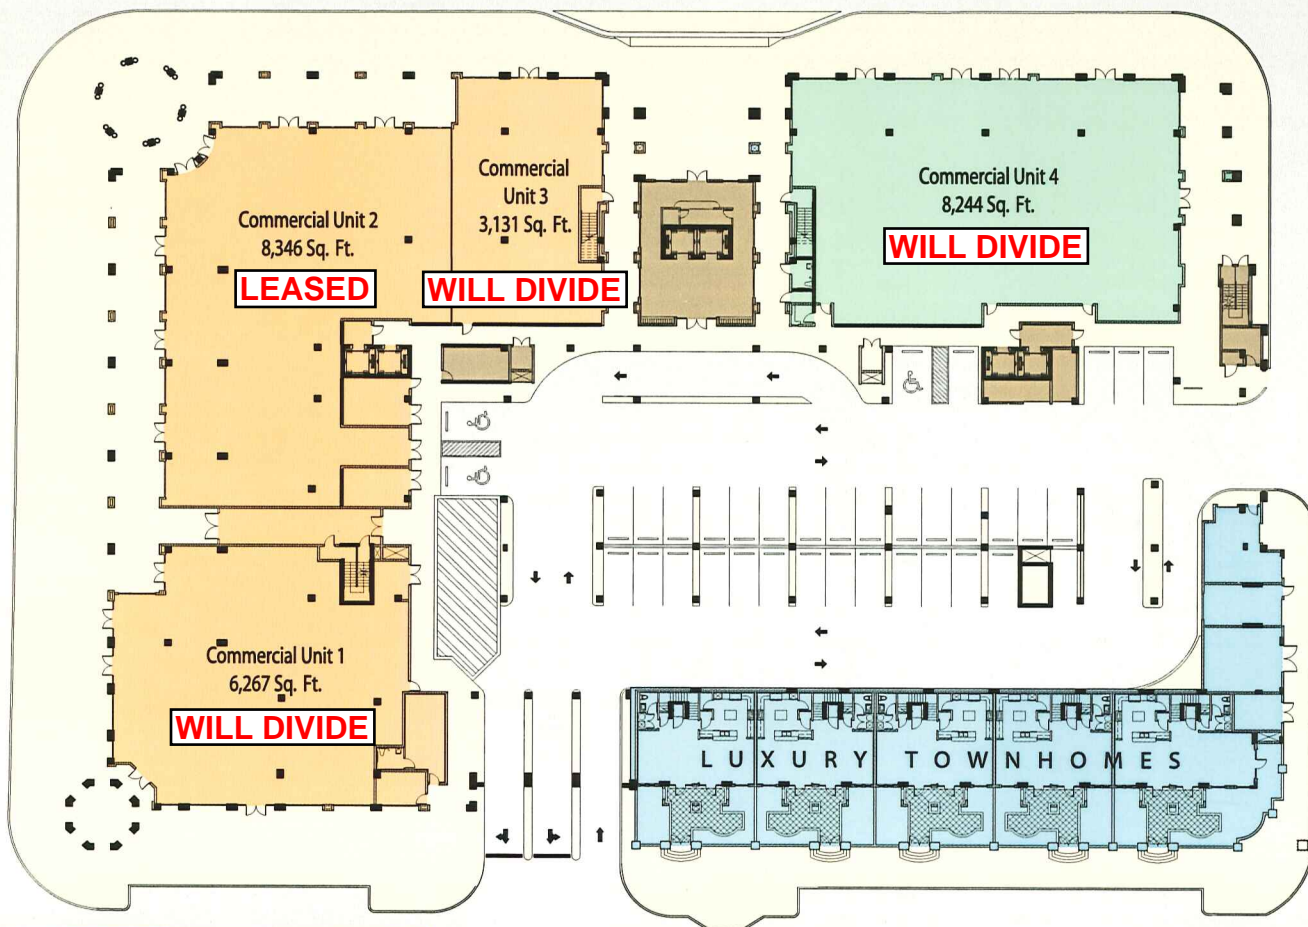 Commercial Unit 2
8,346 Sq. Ft.
LEASED
Commercial
Unit 3
3,131 Sq. Ft.
WILL DIVIDE
Commercial Unit 4
8,244 Sq. Ft.
WILL DIVIDE
Commercial Unit 1
6,267 Sq. Ft.
WILL DIVIDE
LUXURY TOWNHOMES